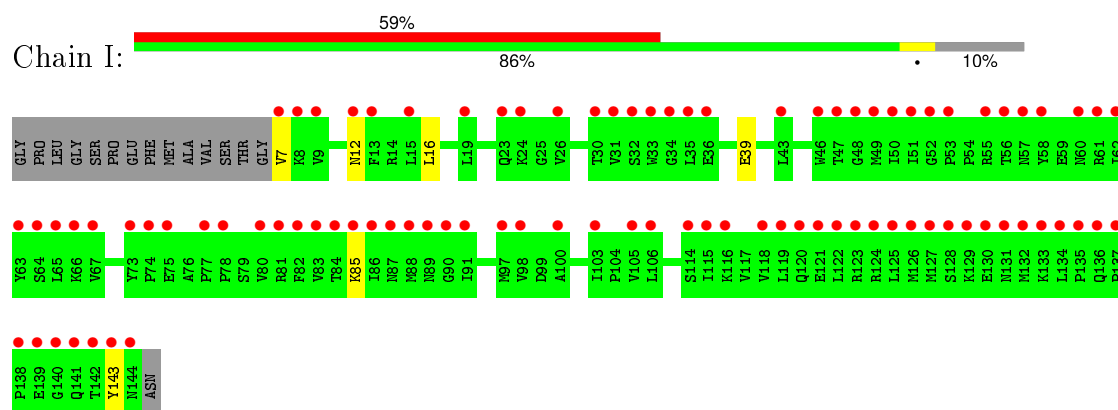 59%
Chain I:
86% • 10%
GLY PRO LEU GLY SER PRO GLU PHE MET ALA VAL SER THR GLY V7 K8 V9 N12 F13 R14 L15 L16 L19 Q23 K24 G25 V26 T30 V31 S32 W33 G34 L35 E36 E39 L43 W46 T47 G48 M49 I50 I51 G52 P53 P54 R55 T56 N57 Y58 E59 N60 R61 I62
Y63 S64 L65 K66 V67 Y73 P74 E75 A76 P77 P78 S79 V80 R81 F82 V83 T84 K85 I86 N87 M88 N89 G90 I91 M97 V98 D99 A100 I103 P104 V105 L106 S114 I115 K116 V117 V118 L119 Q120 E121 L122 R123 R124 L125 M126 M127 S128 K129 E130 N131 M132 K133 L134 P135 Q136 P137
P138 E139 G140 Q141 T142 Y143 N144 ASN